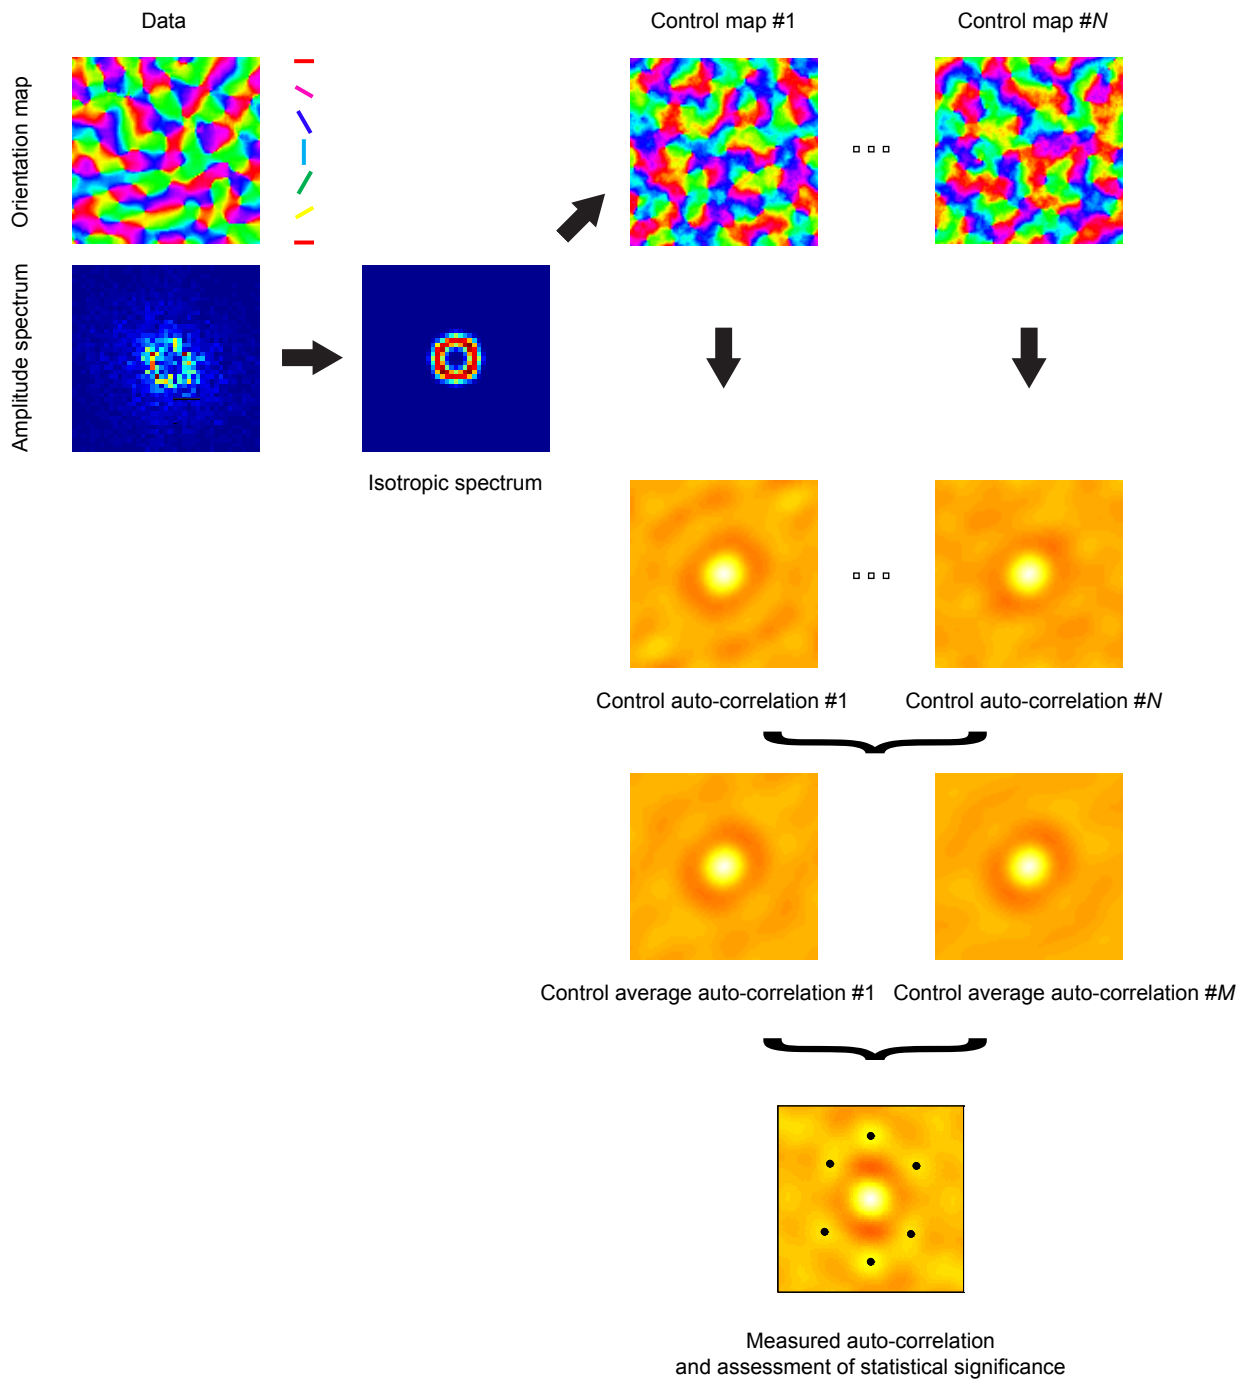 Data
Control map #1
Control map #N
Orientation map
Amplitude spectrum
Isotropic spectrum
Control auto-correlation #1
Control auto-correlation #N
Control average auto-correlation #1
Control average auto-correlation #M
Measured auto-correlation
and assessment of statistical significance